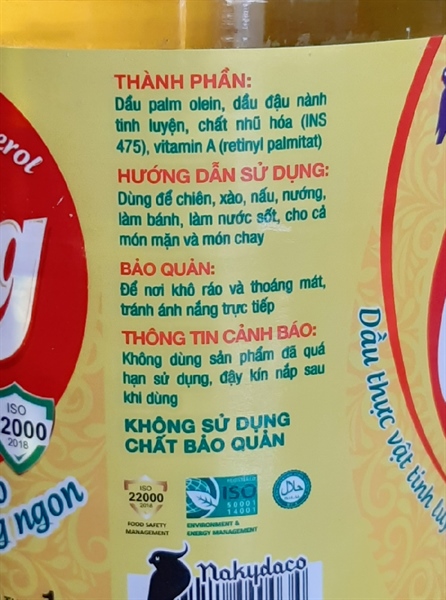 THÀNH PHẦN:
Dầu palm olein, dầu đậu nành
tinh luyện, chất nhũ hóa (INS
475), vitamin A (retinyl palmitat)
HƯỚNG DẪN SỬ DỤNG:
Dùng để chiên, xào, nấu, nướng,
làm bánh, làm nước sốt, cho cả
món mặn và món chay
BẢO QUẢN:
Để nơi khô ráo và thoáng mát,
tránh ánh nắng trực tiếp
THÔNG TIN CẢNH BÁO:
Không dùng sản phẩm đã quá
hạn sử dụng, đậy kín nắp sau
khi dùng
KHÔNG SỬ DỤNG
CHẤT BẢO QUẢN
ISO
22000
2018
FOOD SAFETY
MANAGEMENT
ISO
50001
14001
ENVIRONMENT &
ENERGY MANAGEMENT
Nakydaco
erol
g
ISO
22000
2018
ngon
Dầu thực vật tinh